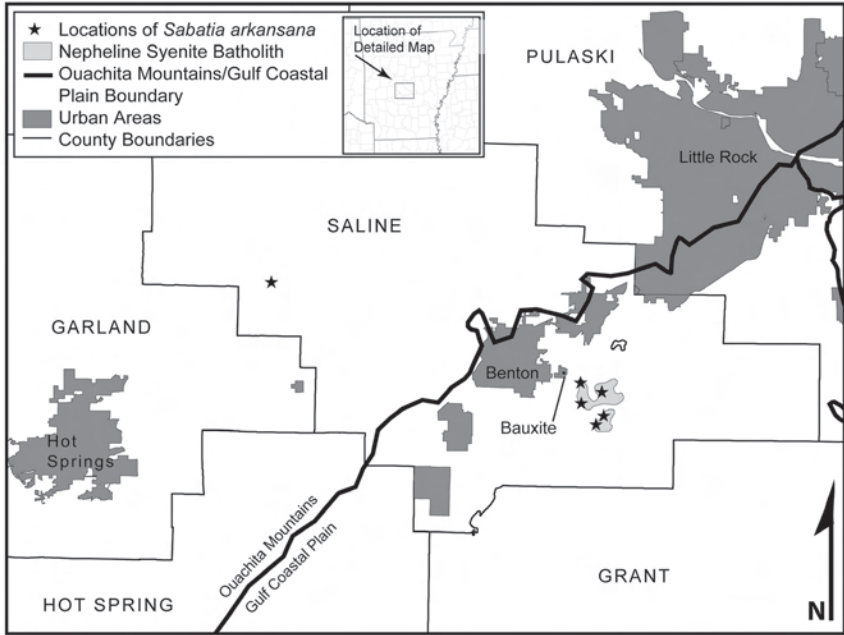 Locations of Sabatia arkansana
Nepheline Syenite Batholith
Ouachita Mountains/Gulf Coastal
Plain Boundary
Urban Areas
County Boundaries
Location of
Detailed Map
PULASKI
Little Rock
SALINE
GARLAND
Benton
Bauxite
Hot
Springs
Ouachita Mountains
Gulf Coastal Plain
GRANT
HOT SPRING
N